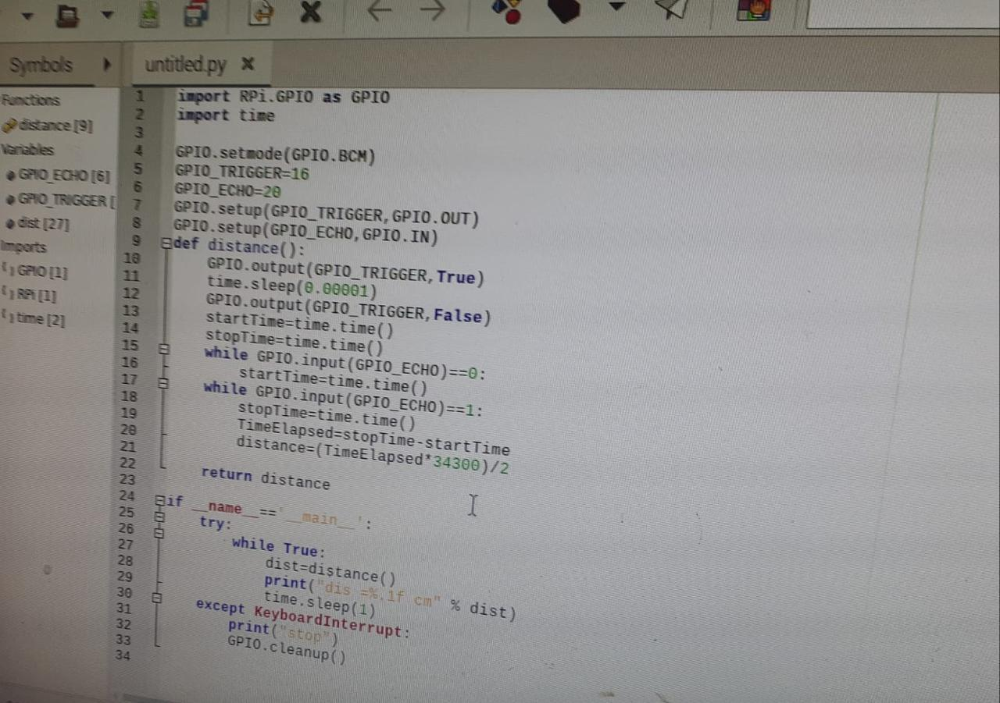 Symbols
untitled.py
Functions
distance [9]
Variables
GPIO_ECHO [6]
GPIO_TRIGGER [
dist [27]
Imports
GPIO [1]
RPi [1]
time [2]
1 import RPi.GPIO as GPIO
2 import time
3
4 GPIO.setmode(GPIO.BCM)
5 GPIO_TRIGGER=16
6 GPIO_ECHO=20
7 GPIO.setup(GPIO_TRIGGER,GPIO.OUT)
8 GPIO.setup(GPIO_ECHO,GPIO.IN)
9 def distance():
10     GPIO.output(GPIO_TRIGGER,True)
11     time.sleep(0.00001)
12     GPIO.output(GPIO_TRIGGER,False)
13     startTime=time.time()
14     stopTime=time.time()
15     while GPIO.input(GPIO_ECHO)==0:
16         startTime=time.time()
17     while GPIO.input(GPIO_ECHO)==1:
18         stopTime=time.time()
19         TimeElapsed=stopTime-startTime
20         distance=(TimeElapsed*34300)/2
21
22     return distance
23
24 if __name__=='__main__':
25     try:
26         while True:
27             dist=distance()
28             print("dis =%.1f cm" % dist)
29             time.sleep(1)
30     except KeyboardInterrupt:
31         print("stop")
32         GPIO.cleanup()
33
34